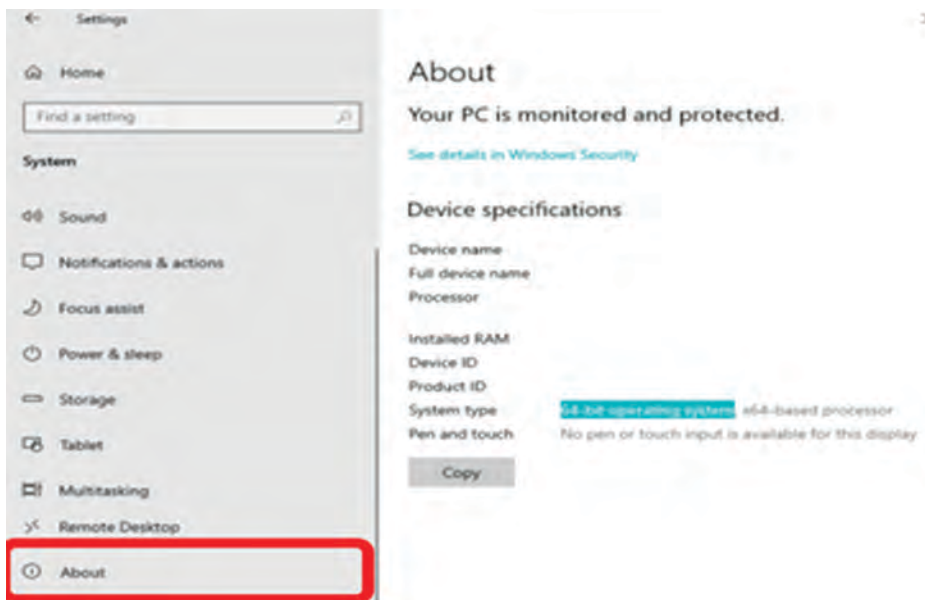 Settings
Home
Find a setting
System
Sound
Notifications & actions
Focus assist
Power & sleep
Storage
Tablet
Multitasking
Remote Desktop
About
About
Your PC is monitored and protected.
See details in Windows Security
Device specifications
Device name
Full device name
Processor
Installed RAM
Device ID
Product ID
System type 64-bit operating system, x64-based processor
Pen and touch No pen or touch input is available for this display
Copy